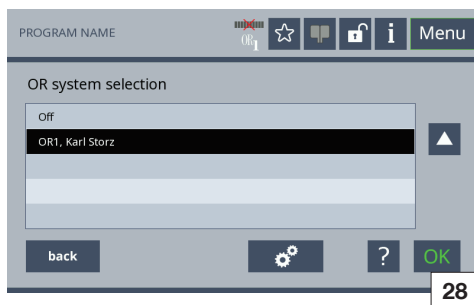 PROGRAM NAME
OR1
i
Menu
OR system selection
Off
OR1, Karl Storz
back
?
OK
28